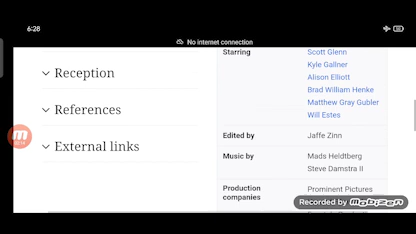 6:28
No internet connection
Reception
References
External links
Starring
Scott Glenn
Kyle Gallner
Alison Elliott
Brad William Henke
Matthew Gray Gubler
Will Estes
Edited by
Jaffe Zinn
Music by
Mads Heldtberg
Steve Damstra II
Production companies
Prominent Pictures
Recorded by mobizen